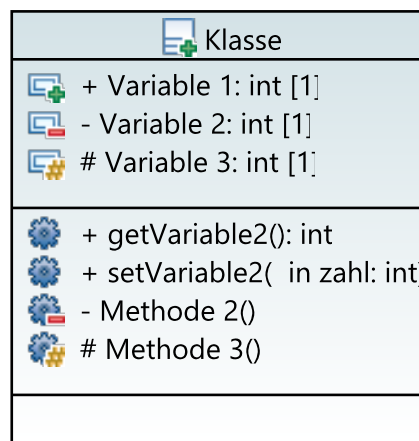 Klasse
+ Variable 1: int [1]
- Variable 2: int [1]
# Variable 3: int [1]
+ getVariable2(): int
+ setVariable2( in zahl: int)
- Methode 2()
# Methode 3()